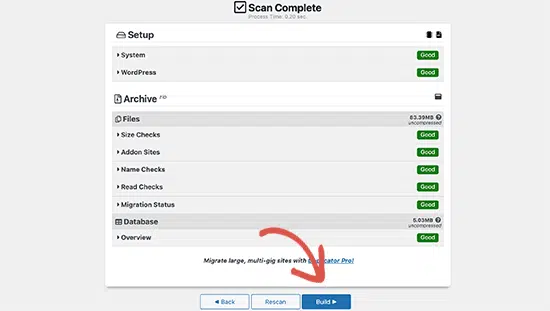 Scan Complete
Process Time: 0.20 sec.
Setup
System Good
WordPress Good
Archive zip
Files 83.39MB
uncompressed
Size Checks Good
Addon Sites Good
Name Checks Good
Read Checks Good
Migration Status Good
Database 5.03MB
uncompressed
Overview Good
Migrate large, multi-gig sites with Pro!
Back Rescan Build